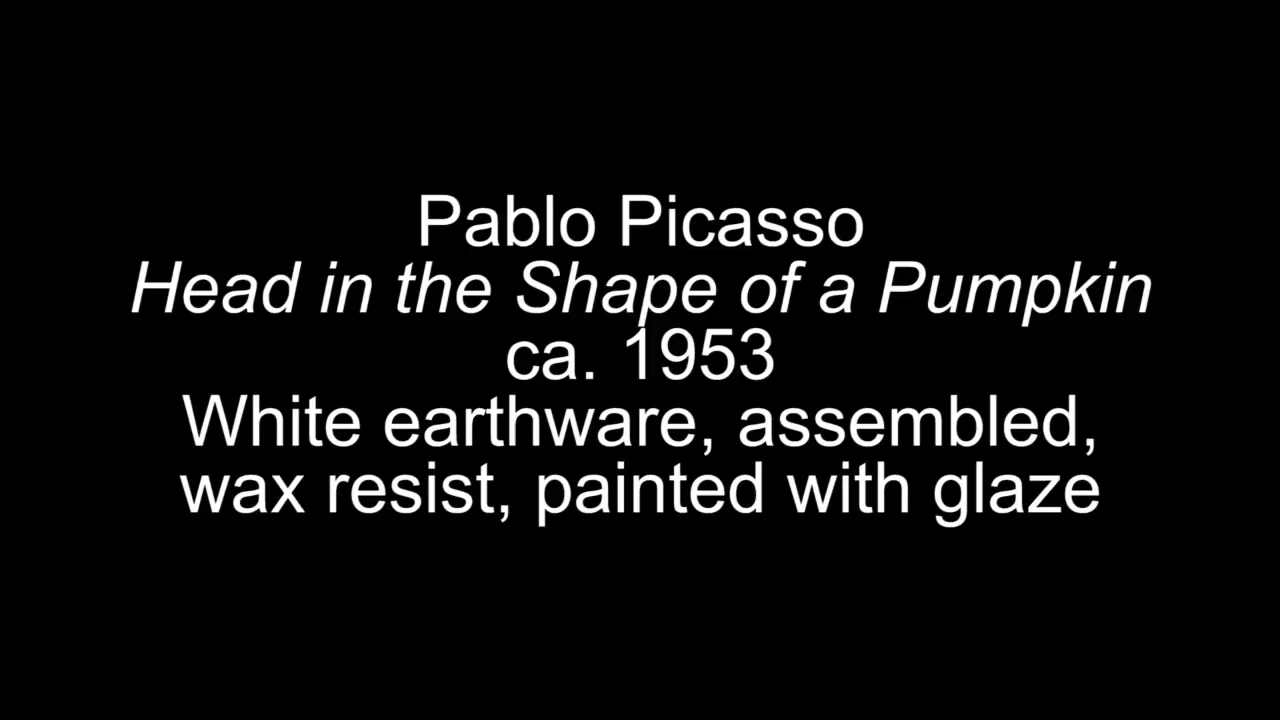 Pablo Picasso
Head in the Shape of a Pumpkin
ca. 1953
White earthware, assembled,
wax resist, painted with glaze